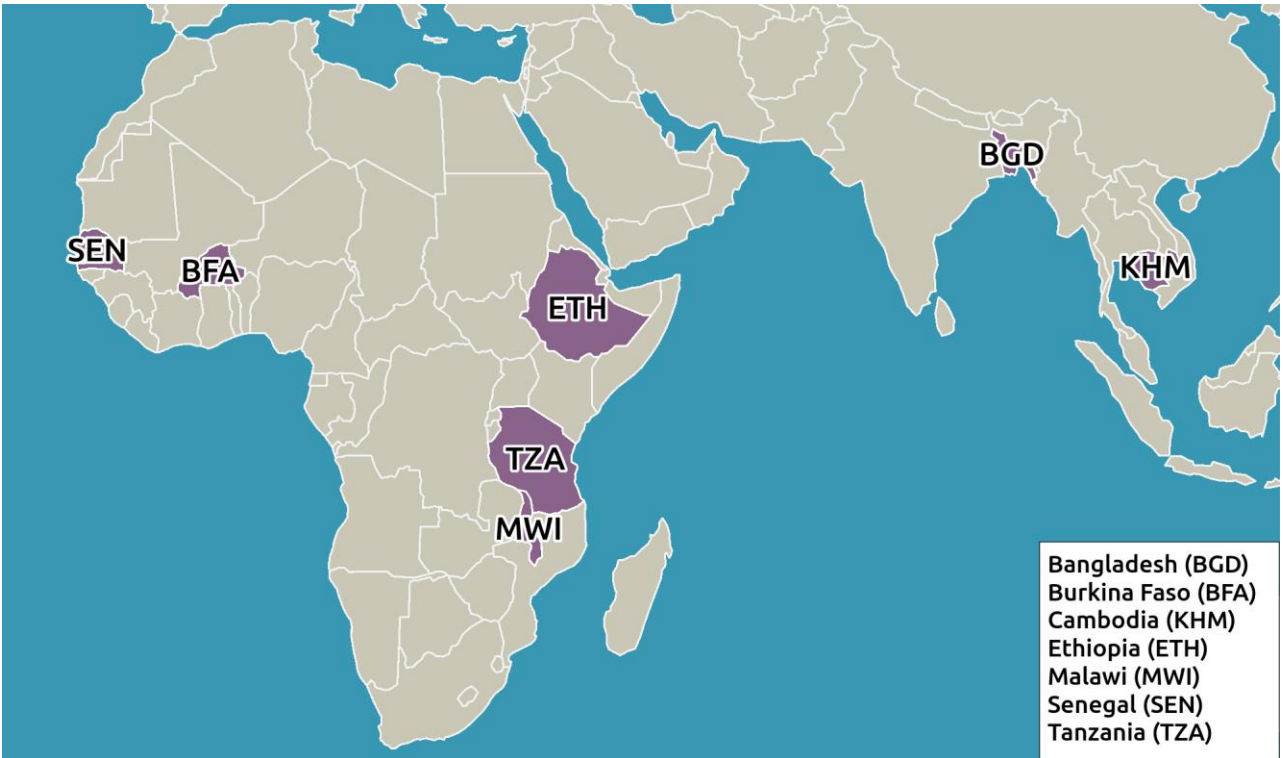 BGD
SEN
BFA
KHM
ETH
TZA
MWI
Bangladesh (BGD)
Burkina Faso (BFA)
Cambodia (KHM)
Ethiopia (ETH)
Malawi (MWI)
Senegal (SEN)
Tanzania (TZA)